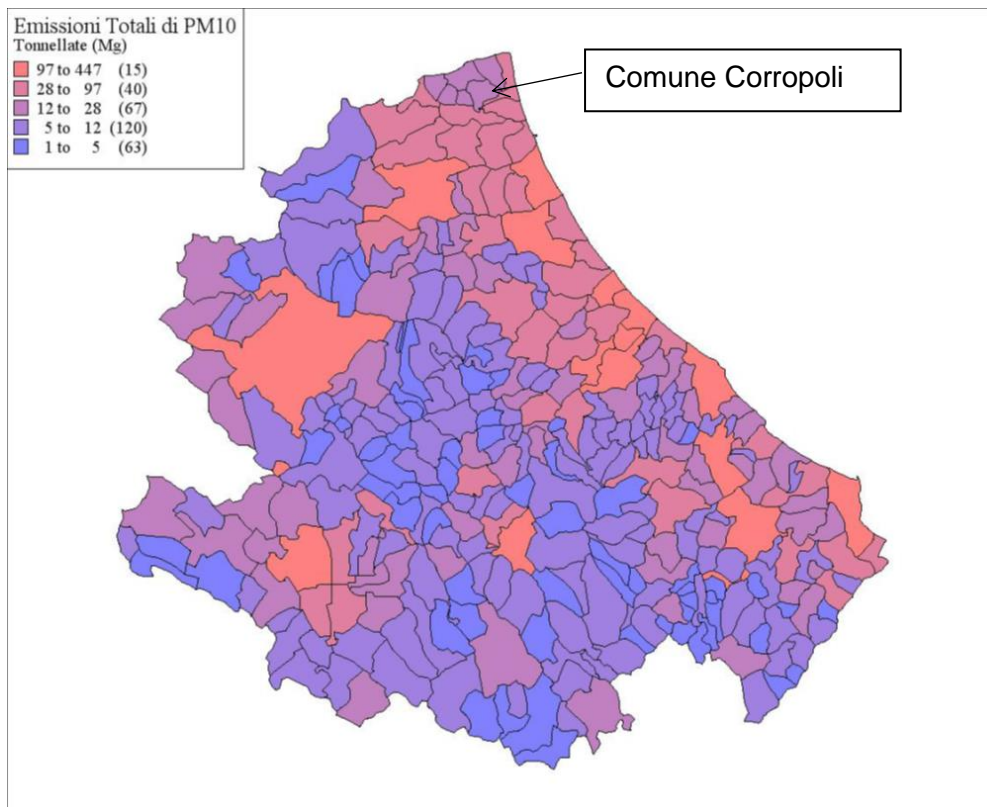 Emissioni Totali di PM10
Tonnellate (Mg)
97 to 447 (15)
28 to 97 (40)
12 to 28 (67)
5 to 12 (120)
1 to 5 (63)
Comune Corropoli